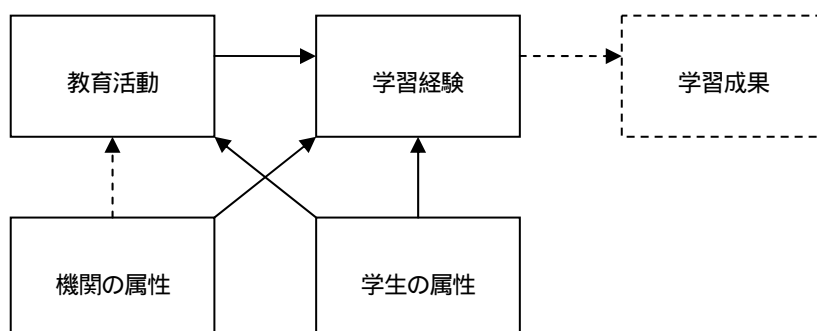 教育活動
学習経験
学習成果
機関の属性
学生の属性